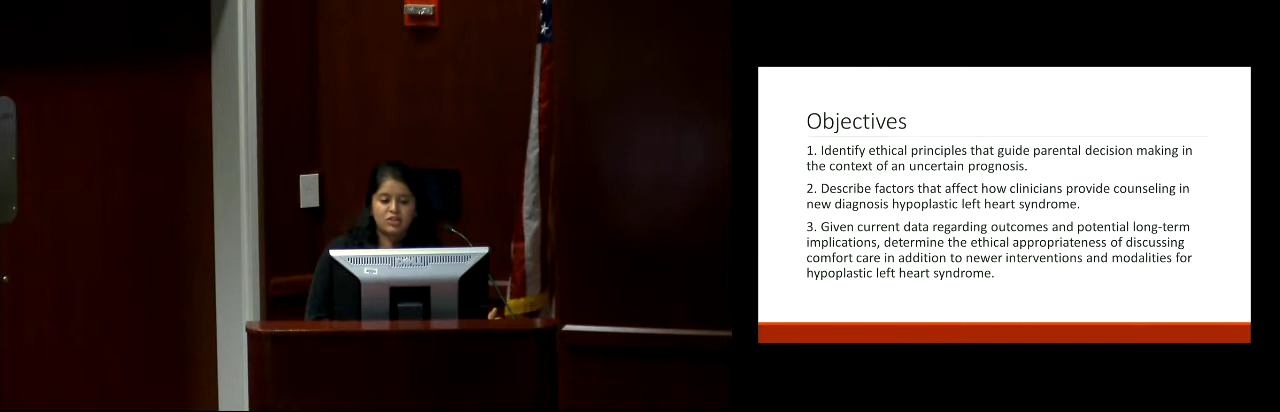 Objectives
1. Identify ethical principles that guide parental decision making in
the context of an uncertain prognosis.
2. Describe factors that affect how clinicians provide counseling in
new diagnosis hypoplastic left heart syndrome.
3. Given current data regarding outcomes and potential long-term
implications, determine the ethical appropriateness of discussing
comfort care in addition to newer interventions and modalities for
hypoplastic left heart syndrome.